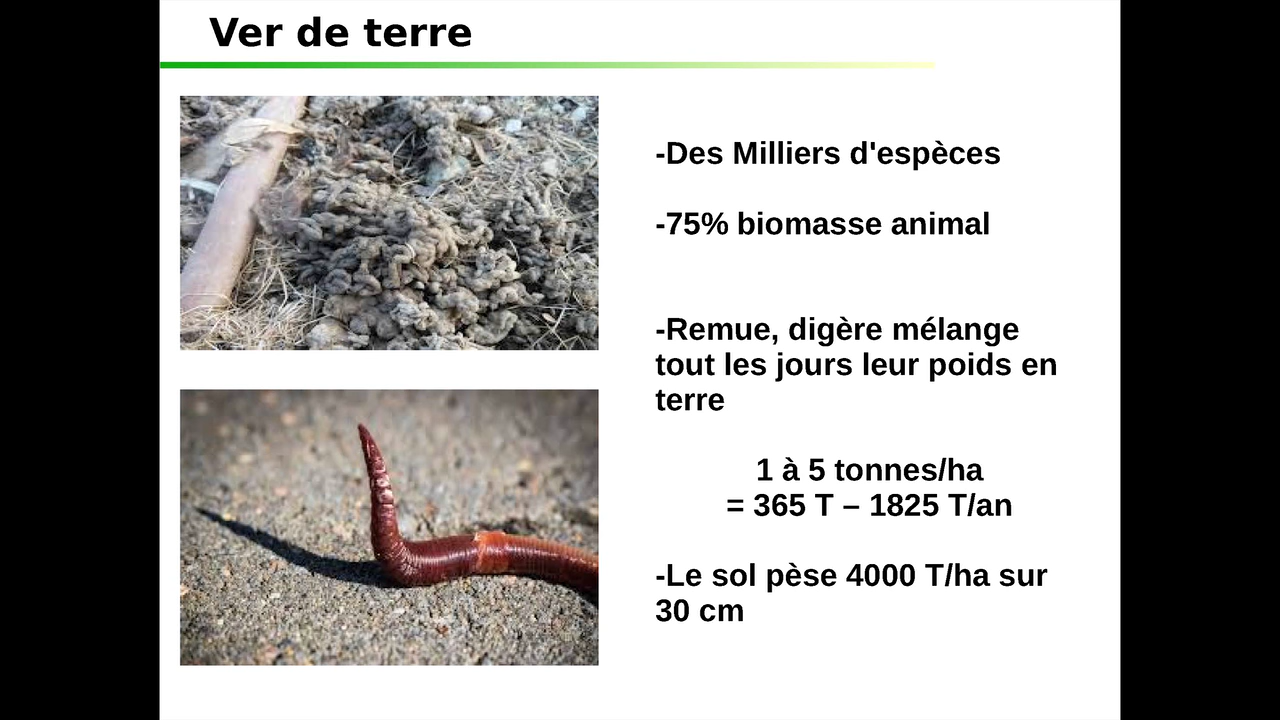 Ver de terre
-Des Milliers d'espèces
-75% biomasse animal
-Remue, digère mélange
tout les jours leur poids en
terre
1 à 5 tonnes/ha
= 365 T – 1825 T/an
-Le sol pèse 4000 T/ha sur
30 cm